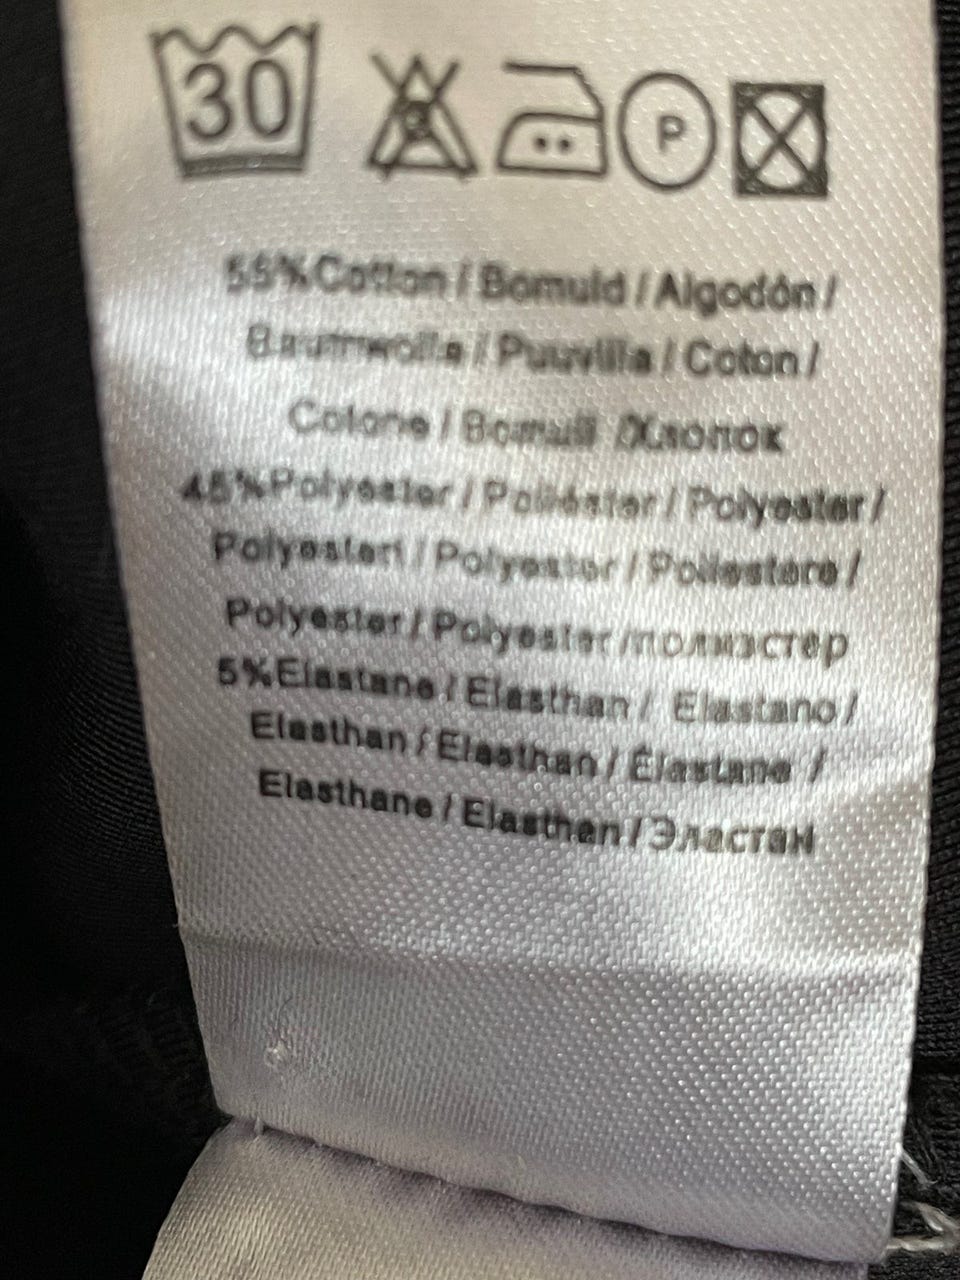 30
P
55%Cotton / Bomuld / Algodón /
Baumwolle / Puuvilla / Coton /
Cotone / Bomull /Хлопок
45%Polyester / Poliéster / Polyester /
Polyesteri / Polyester / Poliestere /
Polyester / Polyester /полиэстер
5%Elastane / Elasthan / Elastano /
Elasthan / Elasthan / Élastane /
Elasthane / Elasthan / Эластан